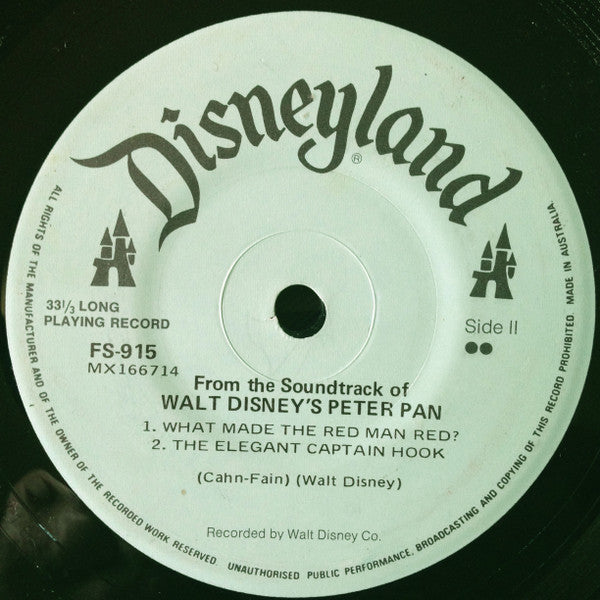 Disneyland®
33⅓ LONG
PLAYING RECORD
FS-915
MX166714
Side II
From the Soundtrack of
WALT DISNEY'S PETER PAN
1. WHAT MADE THE RED MAN RED?
2. THE ELEGANT CAPTAIN HOOK
(Cahn-Fain) (Walt Disney)
Recorded by Walt Disney Co.
ALL RIGHTS OF THE MANUFACTURER AND OF THE OWNER OF THE RECORDED WORK RESERVED. UNAUTHORISED PUBLIC PERFORMANCE, BROADCASTING AND COPYING OF THIS RECORD PROHIBITED. MADE IN AUSTRALIA.